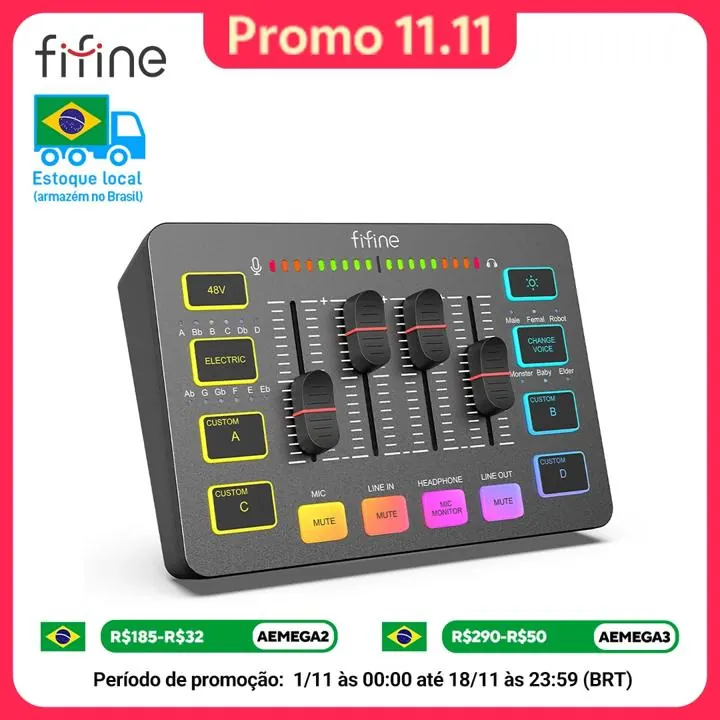 Promo 11.11
fifine
Estoque local
(armazém no Brasil)
fifine
48V
A Bb B C Db D
ELECTRIC
Ab G Gb F E Eb
CUSTOM
A
CUSTOM
C
Male Femal Robot
CHANGE
VOICE
Monster Baby Elder
CUSTOM
B
CUSTOM
D
MIC
LINE IN
HEADPHONE
LINE OUT
MUTE
MUTE
MIC
MONITOR
MUTE
R$185-R$32
AEMEGA2
R$290-R$50
AEMEGA3
Período de promoção: 1/11 às 00:00 até 18/11 às 23:59 (BRT)